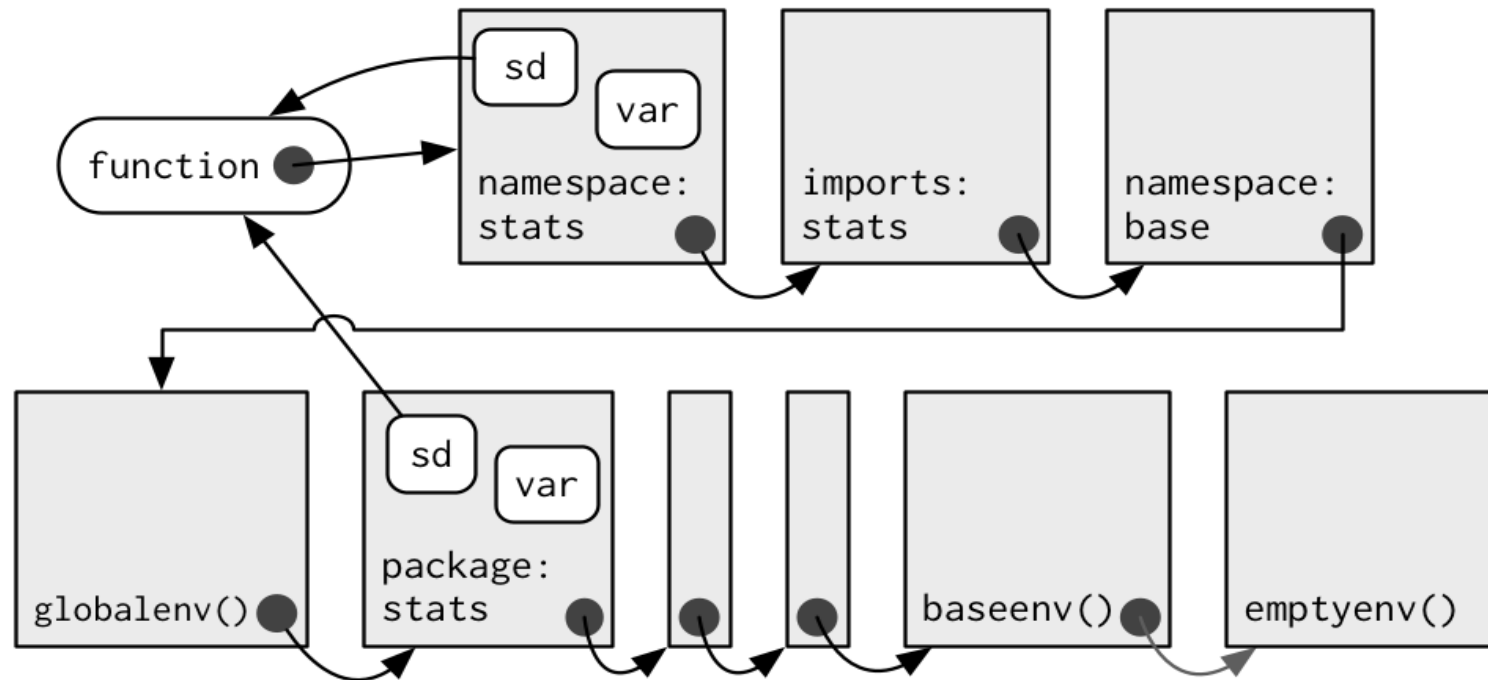 sd
var
function
namespace:
stats
imports:
stats
namespace:
base
sd
var
package:
stats
globalenv()
baseenv()
emptyenv()